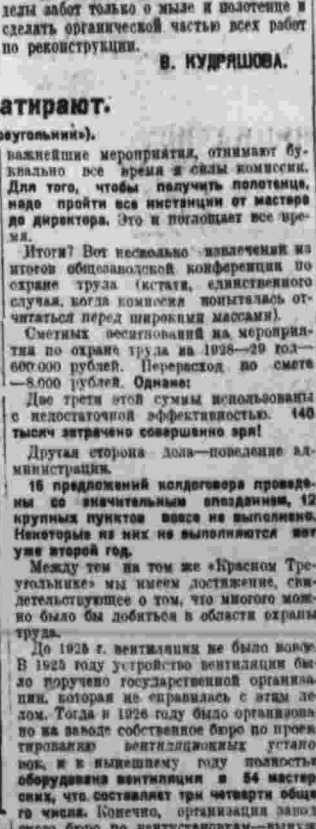 делы забот только о мыле и полотенце и
сделать органической частью всех работ
по реконструкции.
В. КУДРЯШОВА.
атирают.
реугольник»).
важнейшие мероприятия, отнимают бу-
квально все время и силы комиссии.
Для того, чтобы получить полотенце,
надо пройти все инстанции от мастера
до директора. Это и поглощает все вре-
мя.
Итоги? Вот несколько извлечений из
итогов общезаводской конференции по
охране труда (кстати, единственного
случая, когда комиссия попыталась от-
читаться перед широкими массами).
Сметных ассигнований на мероприя-
тия по охране труда на 1928—29 год—
600.000 рублей. Перерасход по смете
—8.000 рублей. Однако:
Две трети этой суммы использованы
с недостаточной эффективностью. 140
тысяч затрачено совершенно зря!
Другая сторона дела—поведение ад-
министрации.
16 предложений колдоговора проведе-
ны со значительным опозданием, 12
крупных пунктов вовсе не выполнено.
Некоторые из них не выполняются вот
уже второй год.
Между тем на том же «Красном Тре-
угольнике» мы имеем достижение, сви-
детельствующее о том, что многого мож-
но было бы добиться в области охраны
труда.
До 1925 г. вентиляции не было вовсе.
В 1925 году устройство вентиляции бы-
ло поручено государственной организа-
ции, которая не справилась с этим де-
лом. Тогда в 1926 году было организова-
но на заводе собственное бюро по проек-
тированию вентиляционных устано-
вок, и к нынешнему году полностью
оборудована вентиляция в 54 мастер-
ских, что составляет три четверти обще-
го числа. Конечно, организация завод-
ского бюро по